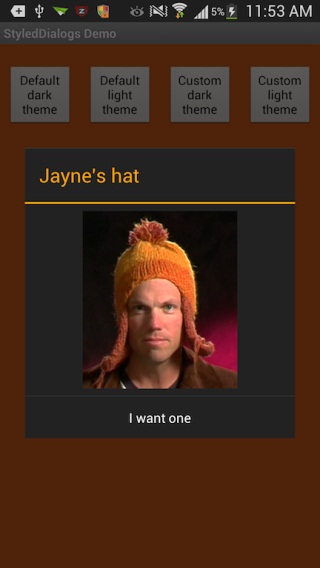 5% 11:53 AM
StyledDialogs Demo
Default Default Custom Custom
dark light dark light
theme theme theme theme
Jayne's hat
I want one